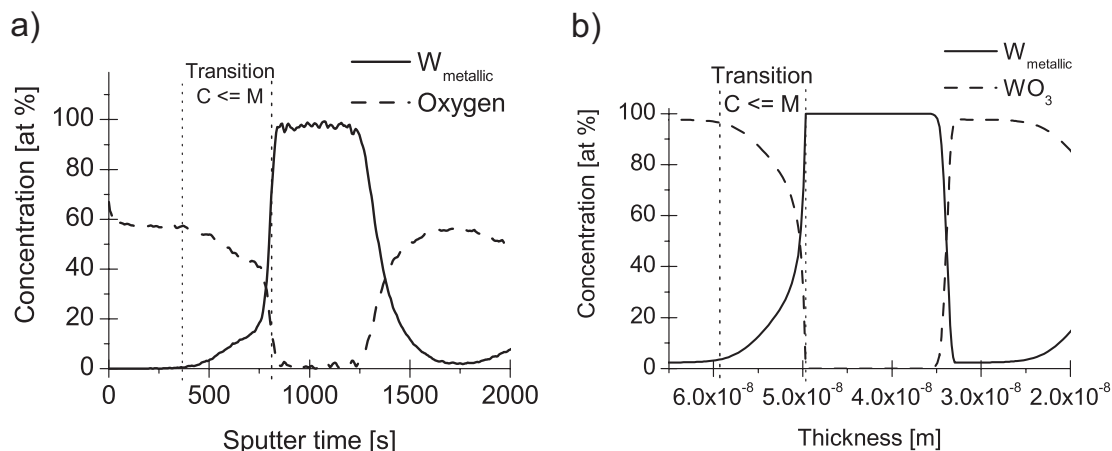 a)
Transition
C <= M
W metallic
Oxygen
Concentration [at %]
100
80
60
40
20
0
0 500 1000 1500 2000
Sputter time [s]
b)
Transition
C <= M
W metallic
WO3
Concentration [at %]
100
80
60
40
20
0
6.0x10-8 5.0x10-8 4.0x10-8 3.0x10-8 2.0x10-8
Thickness [m]